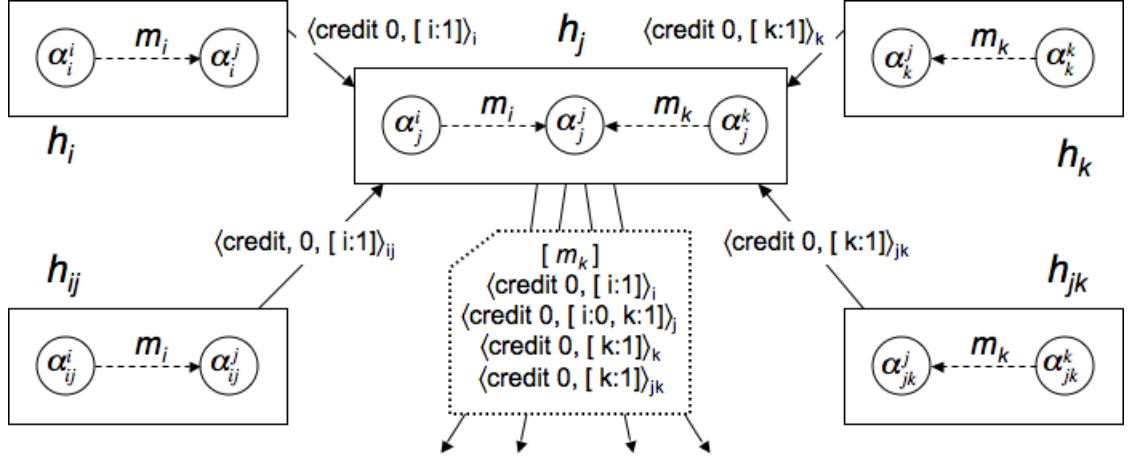 α_i^i m_i α_i^j
h_i
⟨credit 0, [ i:1]⟩_i
h_j
⟨credit 0, [ k:1]⟩_k
α_k^j m_k α_k^k
h_k
α_j^i m_i α_j^j m_k α_j^k
⟨credit, 0, [ i:1]⟩_ij
⟨credit 0, [ k:1]⟩_jk
h_ij
α_ij^i m_i α_ij^j
[ m_k ]
⟨credit 0, [ i:1]⟩_i
⟨credit 0, [ i:0, k:1]⟩_j
⟨credit 0, [ k:1]⟩_k
⟨credit 0, [ k:1]⟩_jk
h_jk
α_jk^j m_k α_jk^k